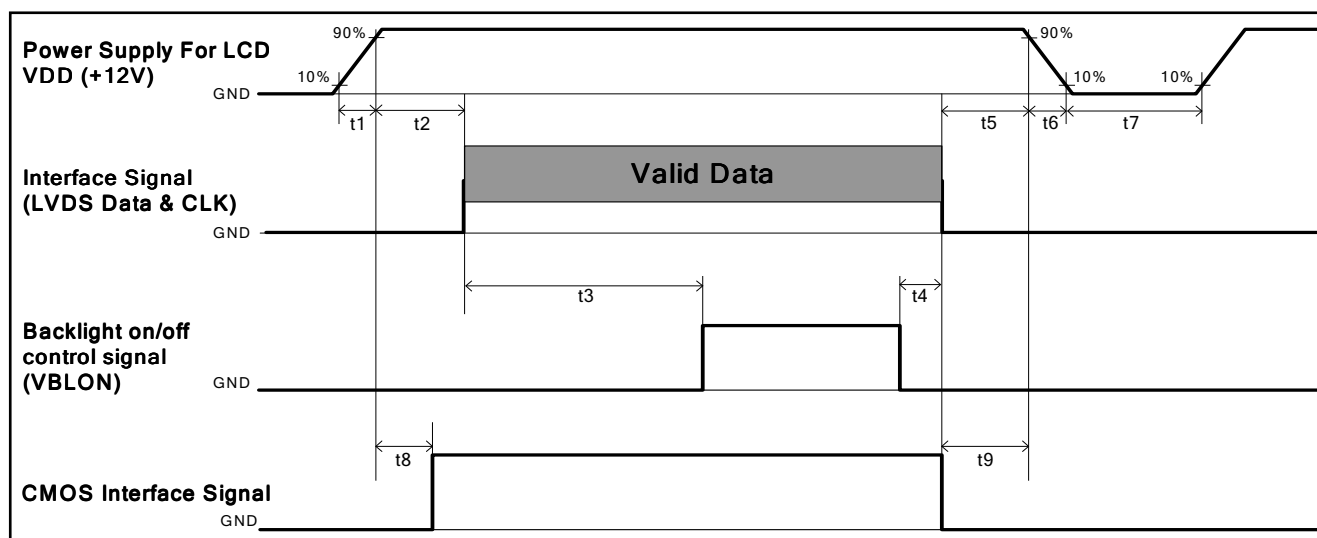 Power Supply For LCD
VDD (+12V)
90%
10%
GND
90%
10%
10%
t1
t2
t5
t6
t7
Interface Signal
(LVDS Data & CLK)
Valid Data
GND
t3
t4
Backlight on/off
control signal
(VBLON)
GND
t8
t9
CMOS Interface Signal
GND